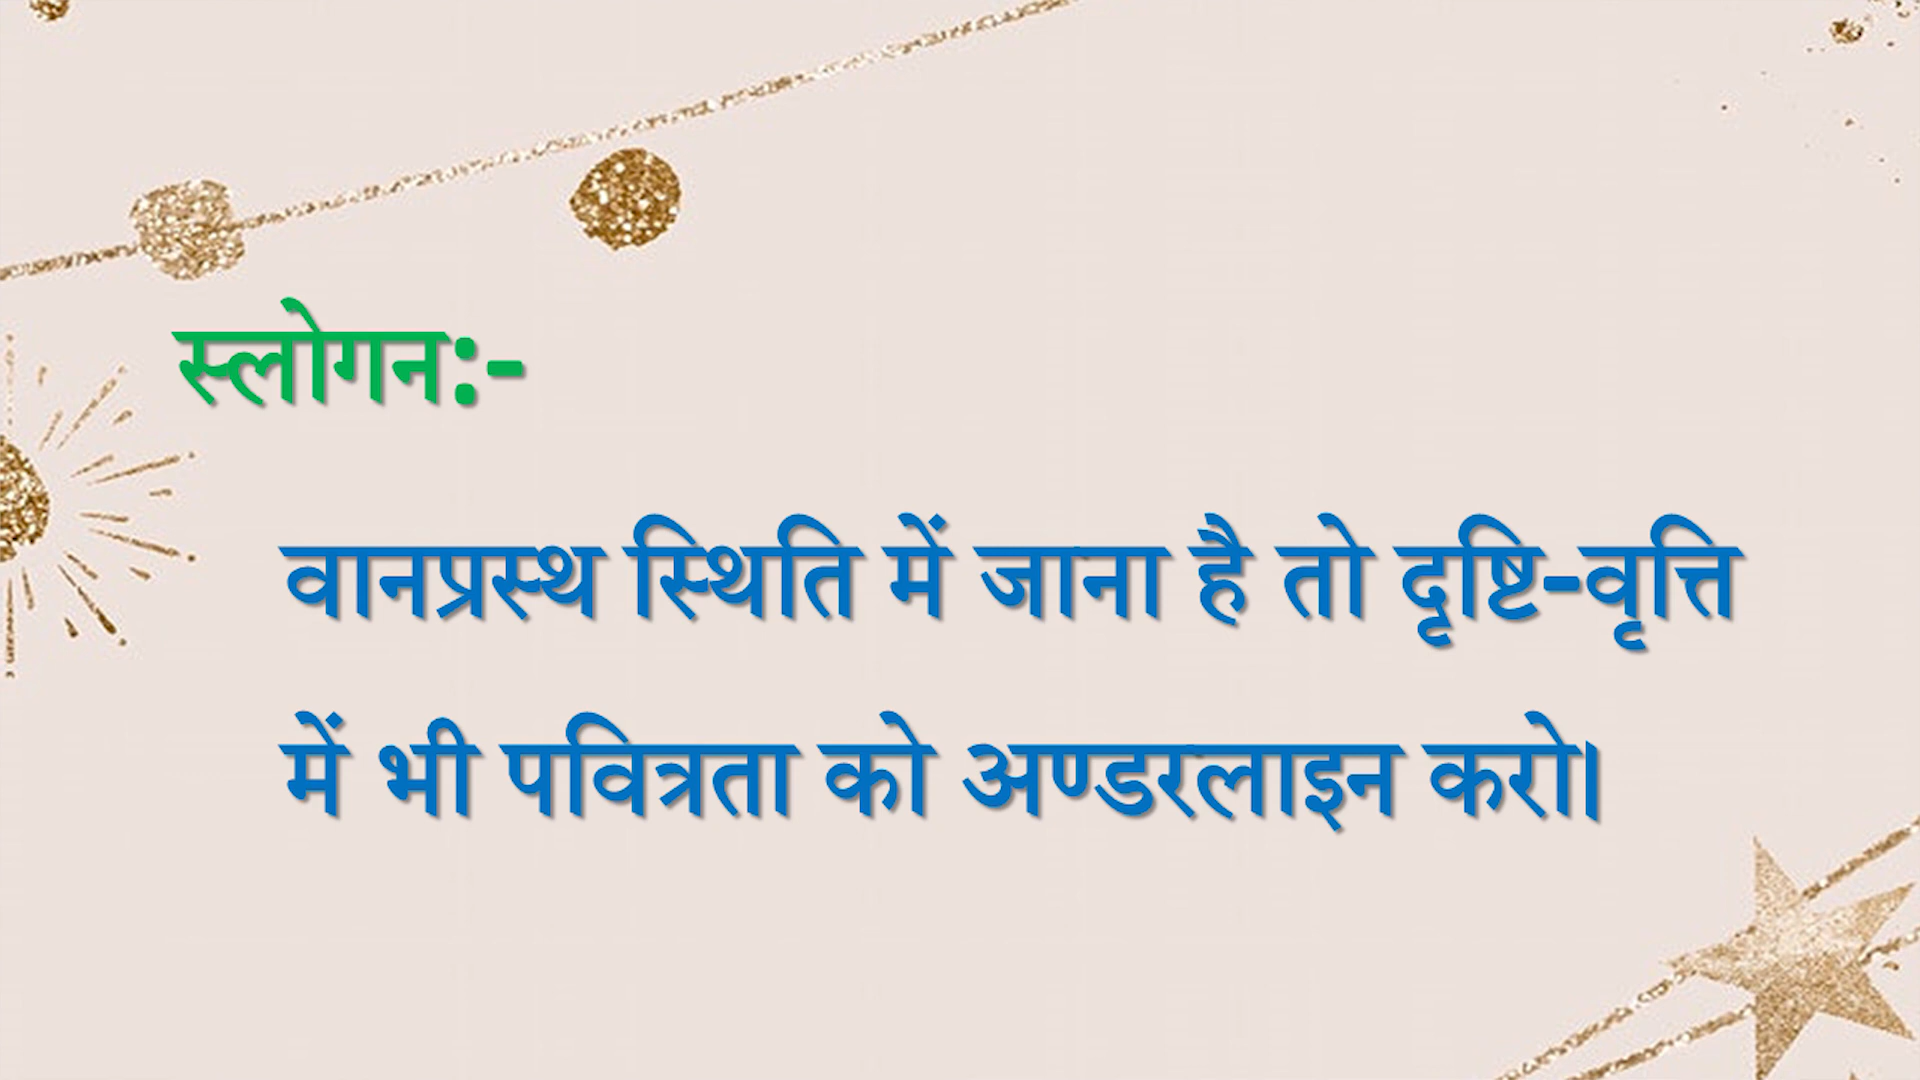 स्लोगन:-
वानप्रस्थ स्थिति में जाना है तो दृष्टि-वृत्ति
में भी पवित्रता को अण्डरलाइन करो।